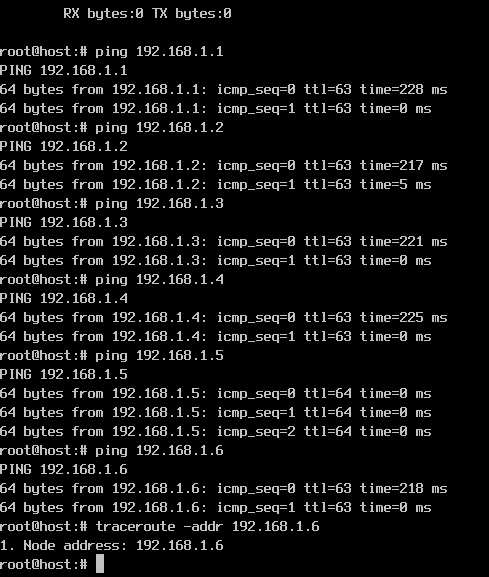 RX bytes:0 TX bytes:0
root@host:# ping 192.168.1.1
PING 192.168.1.1
64 bytes from 192.168.1.1: icmp_seq=0 ttl=63 time=228 ms
64 bytes from 192.168.1.1: icmp_seq=1 ttl=63 time=0 ms
root@host:# ping 192.168.1.2
PING 192.168.1.2
64 bytes from 192.168.1.2: icmp_seq=0 ttl=63 time=217 ms
64 bytes from 192.168.1.2: icmp_seq=1 ttl=63 time=5 ms
root@host:# ping 192.168.1.3
PING 192.168.1.3
64 bytes from 192.168.1.3: icmp_seq=0 ttl=63 time=221 ms
64 bytes from 192.168.1.3: icmp_seq=1 ttl=63 time=0 ms
root@host:# ping 192.168.1.4
PING 192.168.1.4
64 bytes from 192.168.1.4: icmp_seq=0 ttl=63 time=225 ms
64 bytes from 192.168.1.4: icmp_seq=1 ttl=63 time=0 ms
root@host:# ping 192.168.1.5
PING 192.168.1.5
64 bytes from 192.168.1.5: icmp_seq=0 ttl=64 time=0 ms
64 bytes from 192.168.1.5: icmp_seq=1 ttl=64 time=0 ms
64 bytes from 192.168.1.5: icmp_seq=2 ttl=64 time=0 ms
root@host:# ping 192.168.1.6
PING 192.168.1.6
64 bytes from 192.168.1.6: icmp_seq=0 ttl=63 time=218 ms
64 bytes from 192.168.1.6: icmp_seq=1 ttl=63 time=0 ms
root@host:# traceroute -addr 192.168.1.6
1. Node address: 192.168.1.6
root@host:#